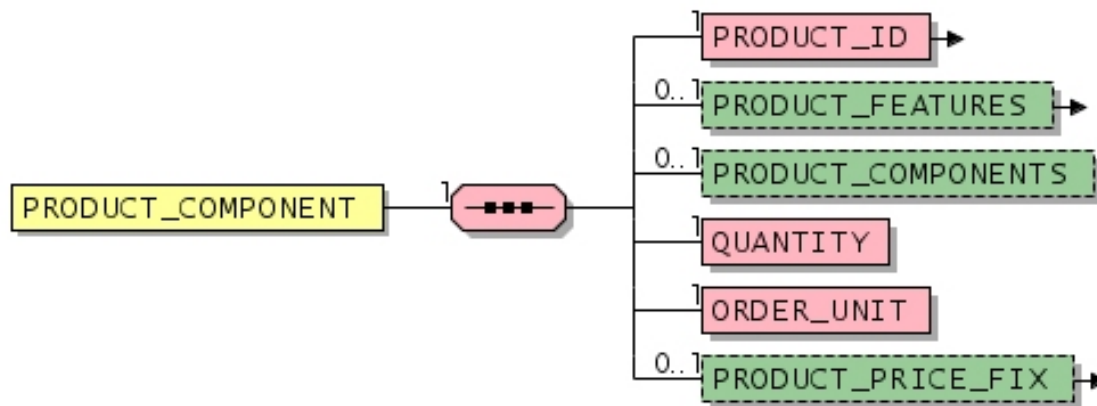 1
PRODUCT_ID
0..1
PRODUCT_FEATURES
0..1
PRODUCT_COMPONENTS
PRODUCT_COMPONENT
1
1
QUANTITY
1
ORDER_UNIT
0..1
PRODUCT_PRICE_FIX